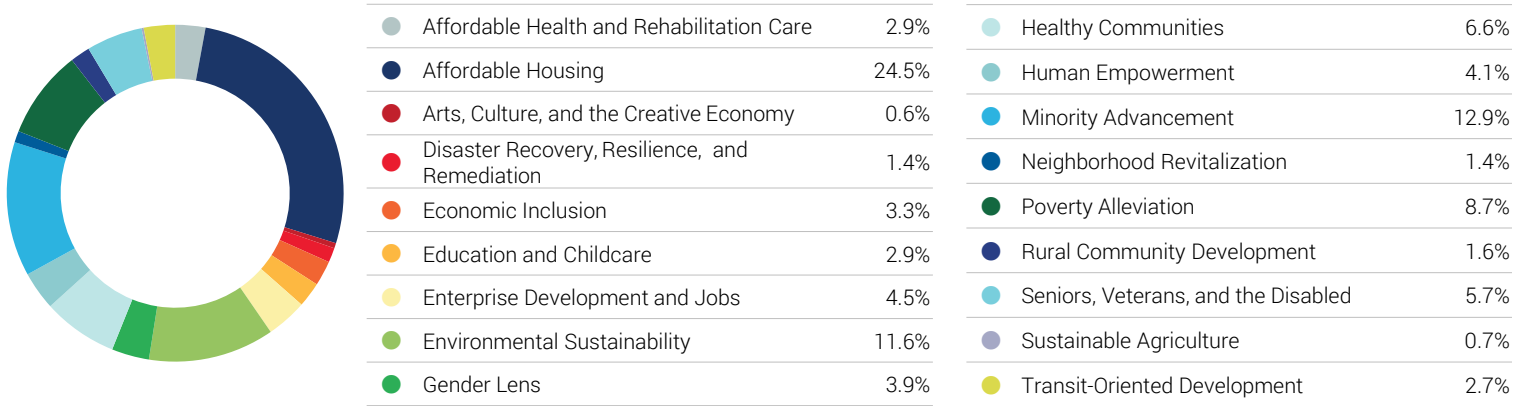 Affordable Health and Rehabilitation Care 2.9%
Affordable Housing 24.5%
Arts, Culture, and the Creative Economy 0.6%
Disaster Recovery, Resilience, and
Remediation 1.4%
Economic Inclusion 3.3%
Education and Childcare 2.9%
Enterprise Development and Jobs 4.5%
Environmental Sustainability 11.6%
Gender Lens 3.9%
Healthy Communities 6.6%
Human Empowerment 4.1%
Minority Advancement 12.9%
Neighborhood Revitalization 1.4%
Poverty Alleviation 8.7%
Rural Community Development 1.6%
Seniors, Veterans, and the Disabled 5.7%
Sustainable Agriculture 0.7%
Transit-Oriented Development 2.7%